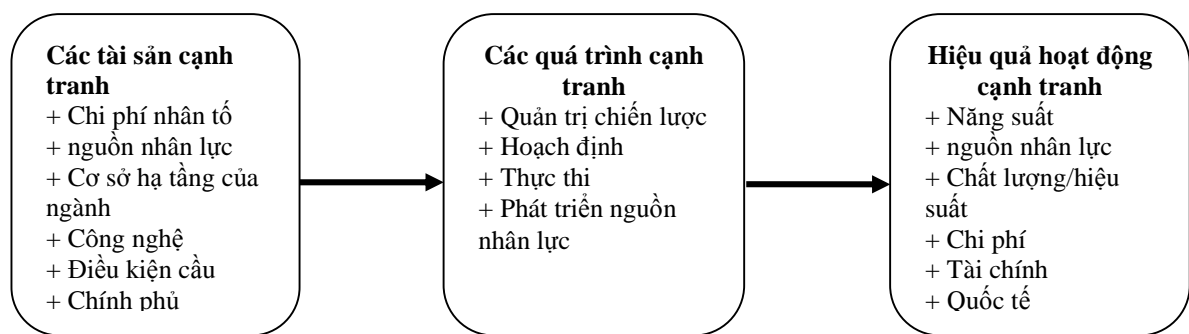 Các tài sản cạnh
tranh
+ Chi phí nhân tố
+ nguồn nhân lực
+ Cơ sở hạ tầng của
ngành
+ Công nghệ
+ Điều kiện cầu
+ Chính phủ
Các quá trình cạnh
tranh
+ Quản trị chiến lược
+ Hoạch định
+ Thực thi
+ Phát triển nguồn
nhân lực
Hiệu quả hoạt động
cạnh tranh
+ Năng suất
+ nguồn nhân lực
+ Chất lượng/hiệu
suất
+ Chi phí
+ Tài chính
+ Quốc tế